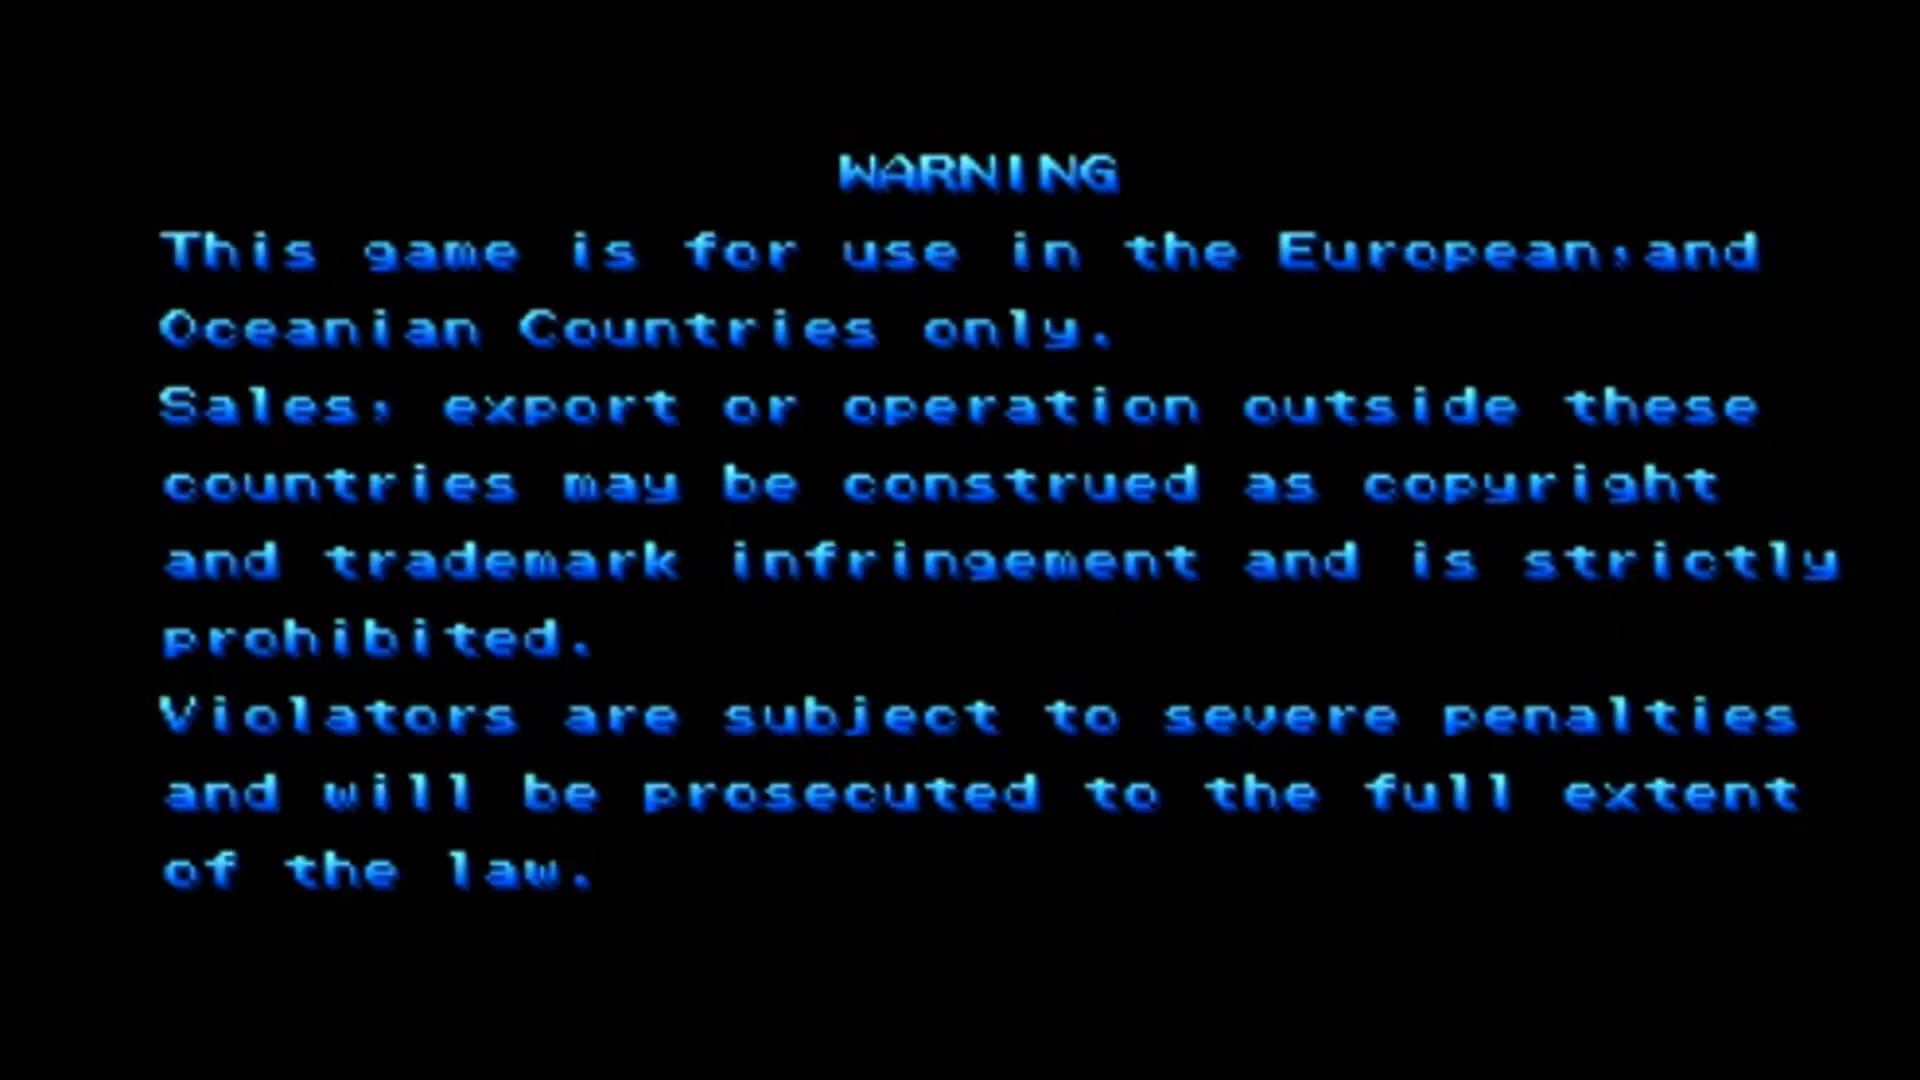 WARNING
This game is for use in the European,and
Oceanian Countries only.
Sales, export or operation outside these
countries may be construed as copyright
and trademark infringement and is strictly
prohibited.
Violators are subject to severe penalties
and will be prosecuted to the full extent
of the law.